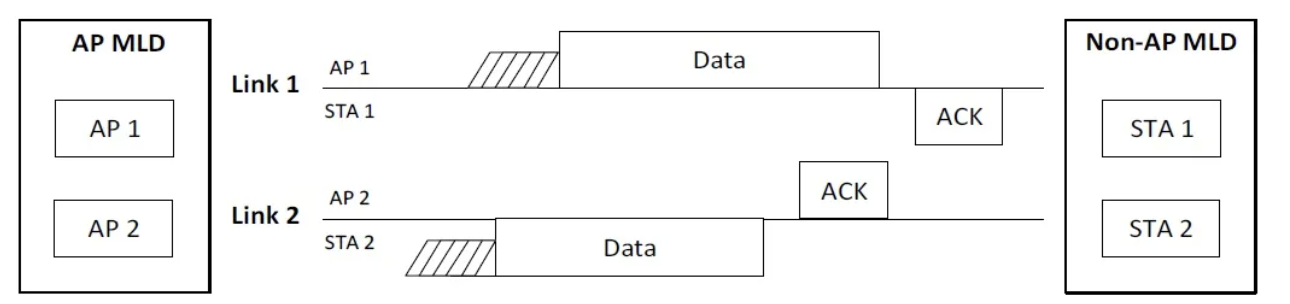 AP MLD
AP 1
AP 2
Link 1
AP 1
STA 1
Data
ACK
Link 2
AP 2
STA 2
Data
ACK
Non-AP MLD
STA 1
STA 2